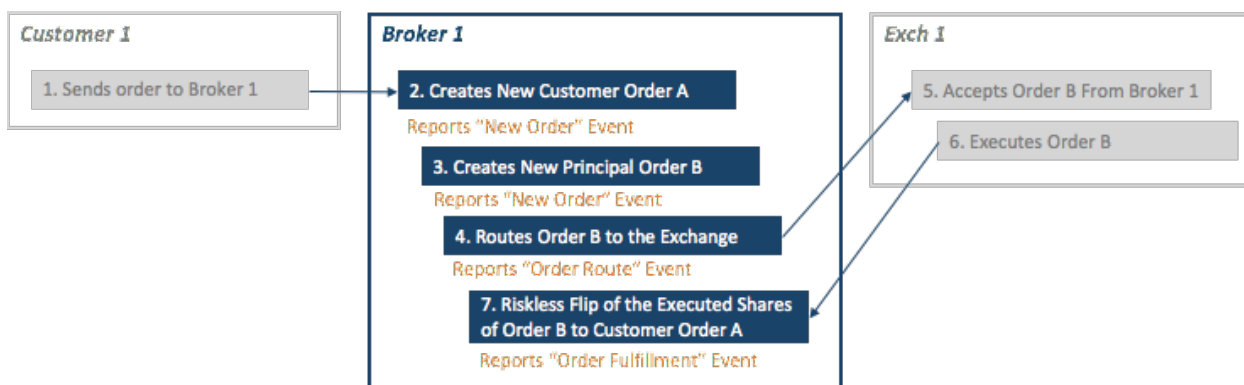 Customer 1
1. Sends order to Broker 1
Broker 1
2. Creates New Customer Order A
Reports “New Order” Event
3. Creates New Principal Order B
Reports “New Order” Event
4. Routes Order B to the Exchange
Reports “Order Route” Event
7. Riskless Flip of the Executed Shares
of Order B to Customer Order A
Reports “Order Fulfillment” Event
Exch 1
5. Accepts Order B From Broker 1
6. Executes Order B